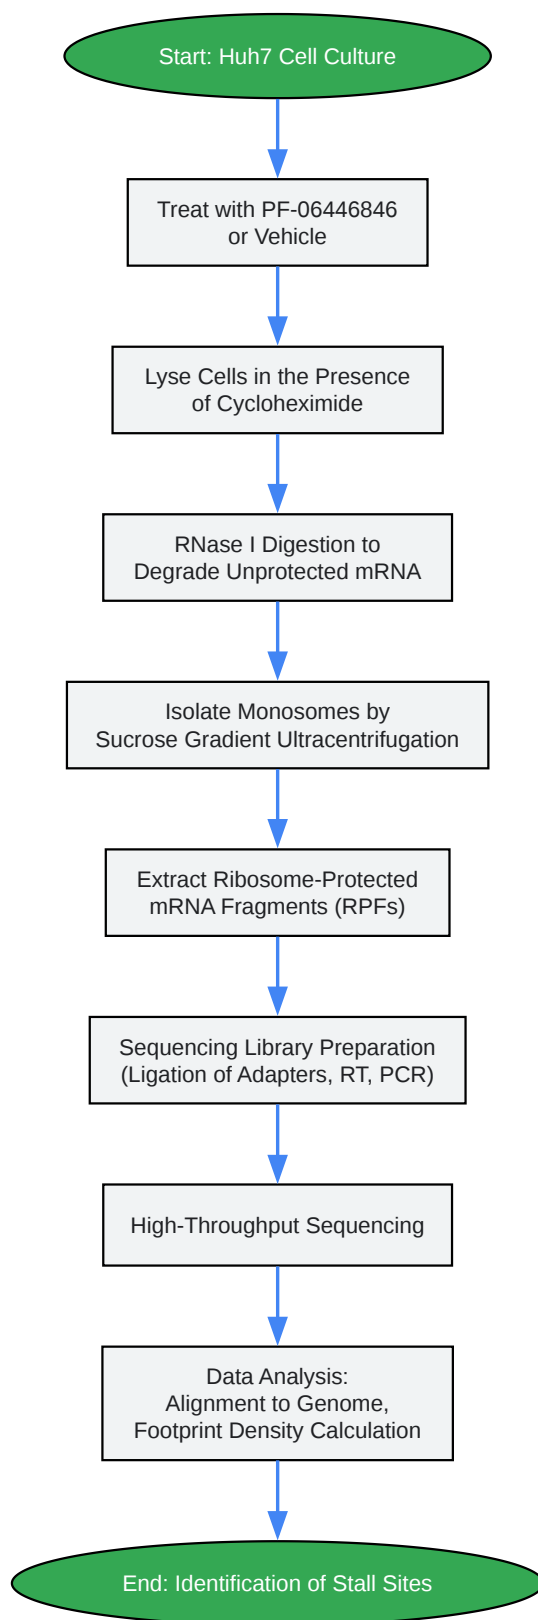 Start: Huh7 Cell Culture
Treat with PF-06446846
or Vehicle
Lyse Cells in the Presence
of Cycloheximide
RNase I Digestion to
Degrade Unprotected mRNA
Isolate Monosomes by
Sucrose Gradient Ultracentrifugation
Extract Ribosome-Protected
mRNA Fragments (RPFs)
Sequencing Library Preparation
(Ligation of Adapters, RT, PCR)
High-Throughput Sequencing
Data Analysis:
Alignment to Genome,
Footprint Density Calculation
End: Identification of Stall Sites